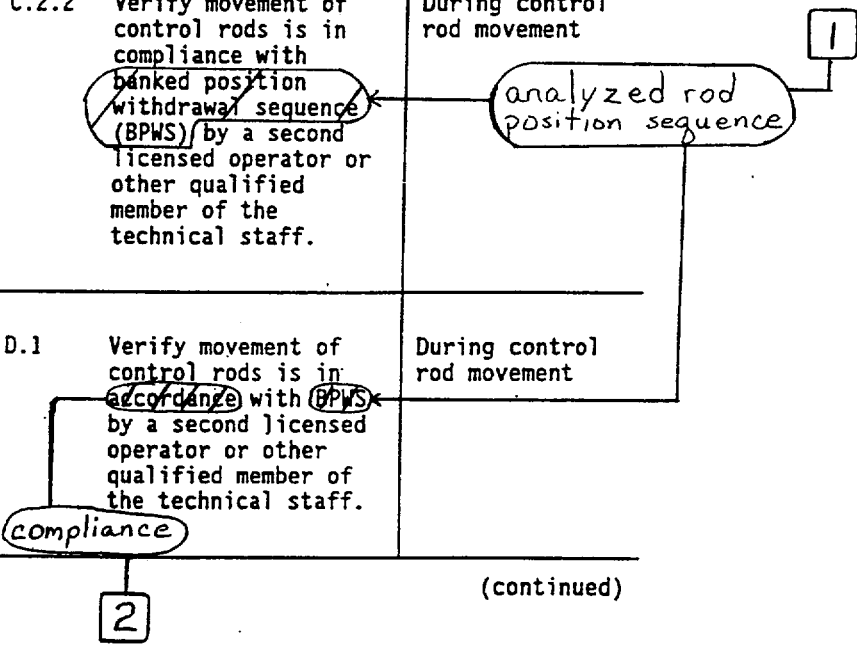 C.2.2 Verify movement of
control rods is in
compliance with
banked position
withdrawal sequence
(BPWS) by a second
licensed operator or
other qualified
member of the
technical staff.
During control
rod movement
analyzed rod
position sequence
1
D.1 Verify movement of
control rods is in
accordance with BPWS
by a second licensed
operator or other
qualified member of
the technical staff.
During control
rod movement
compliance
2
(continued)